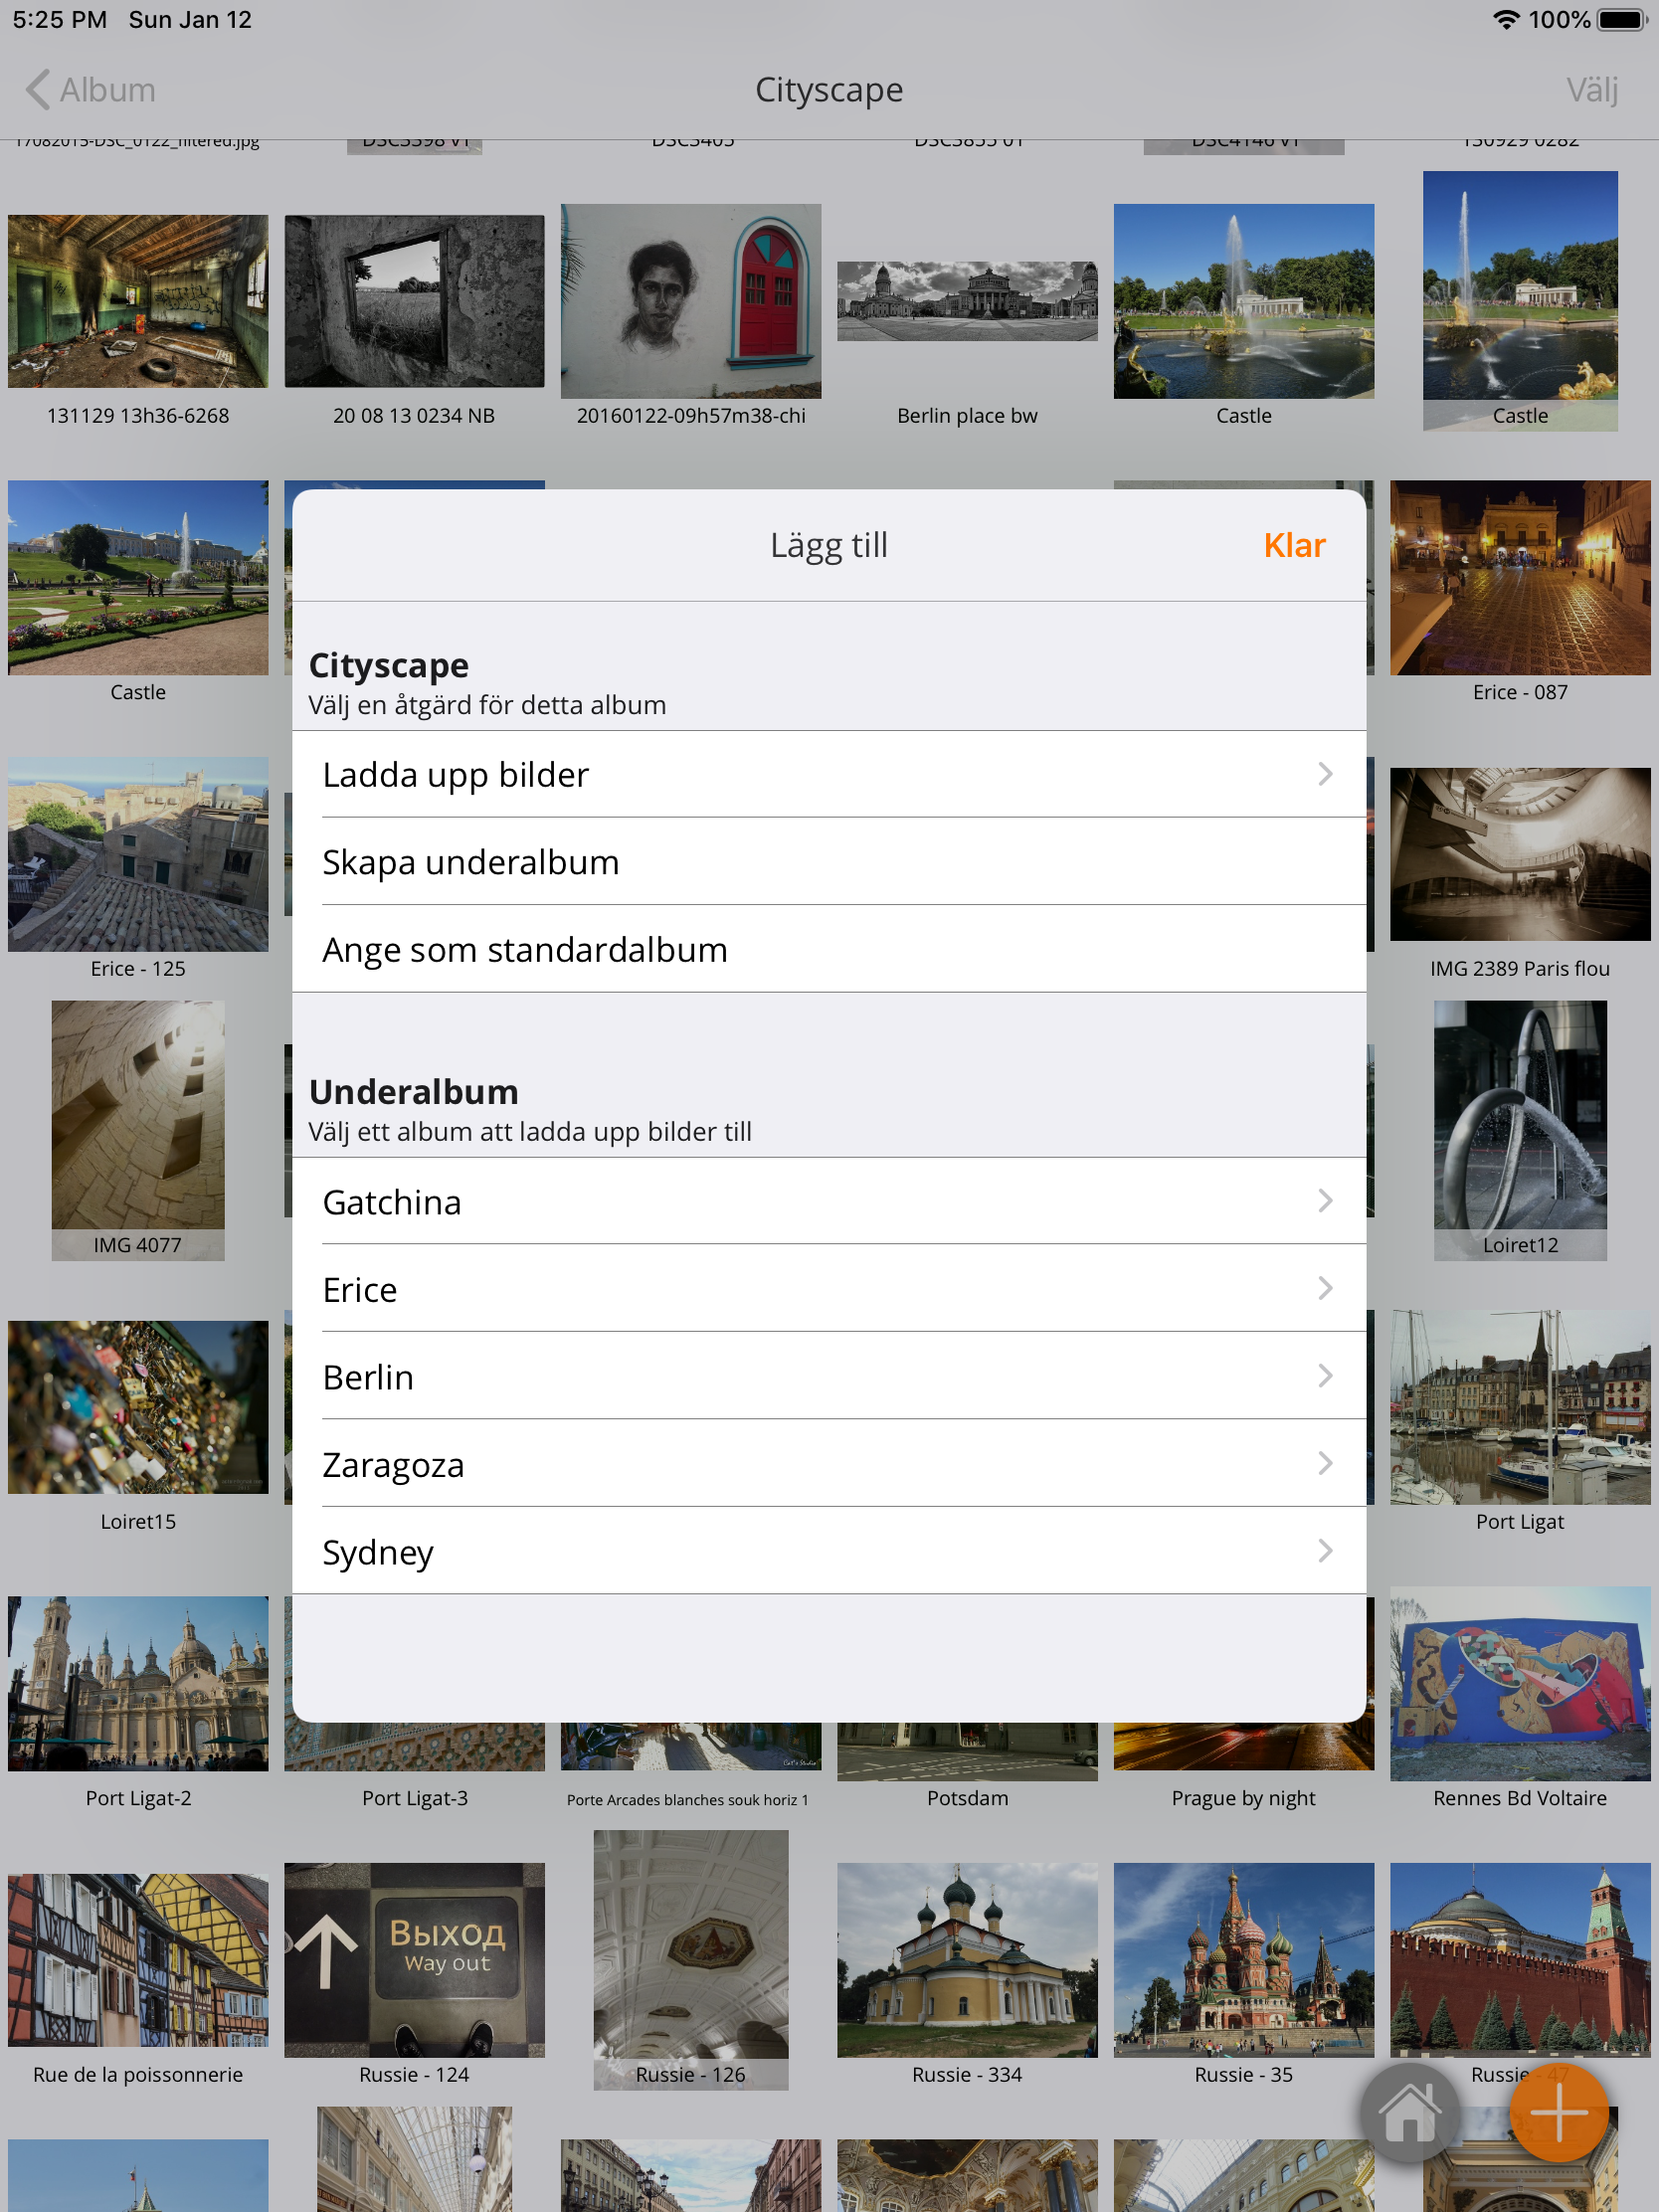 5:25 PM Sun Jan 12 100%
Album Cityscape Välj
17082015-DSC_0122_filtered.jpg DSC3398 VT DSC3405 DSC3855 01 DSC4146 VT 130929 0282
131129 13h36-6268 20 08 13 0234 NB 20160122-09h57m38-chi Berlin place bw Castle Castle
Lägg till Klar
Castle Erice - 087
Cityscape
Välj en åtgärd för detta album
Ladda upp bilder
Skapa underalbum
Ange som standardalbum
Erice - 125 IMG 2389 Paris flou
Underalbum
Välj ett album att ladda upp bilder till
Gatchina
IMG 4077 Loiret12
Erice
Berlin
Zaragoza
Loiret15 Port Ligat
Sydney
Port Ligat-2 Port Ligat-3 Porte Arcades blanches souk horiz 1 Potsdam Prague by night Rennes Bd Voltaire
Выход
Way out
Rue de la poissonnerie Russie - 124 Russie - 126 Russie - 334 Russie - 35 Russie - 47